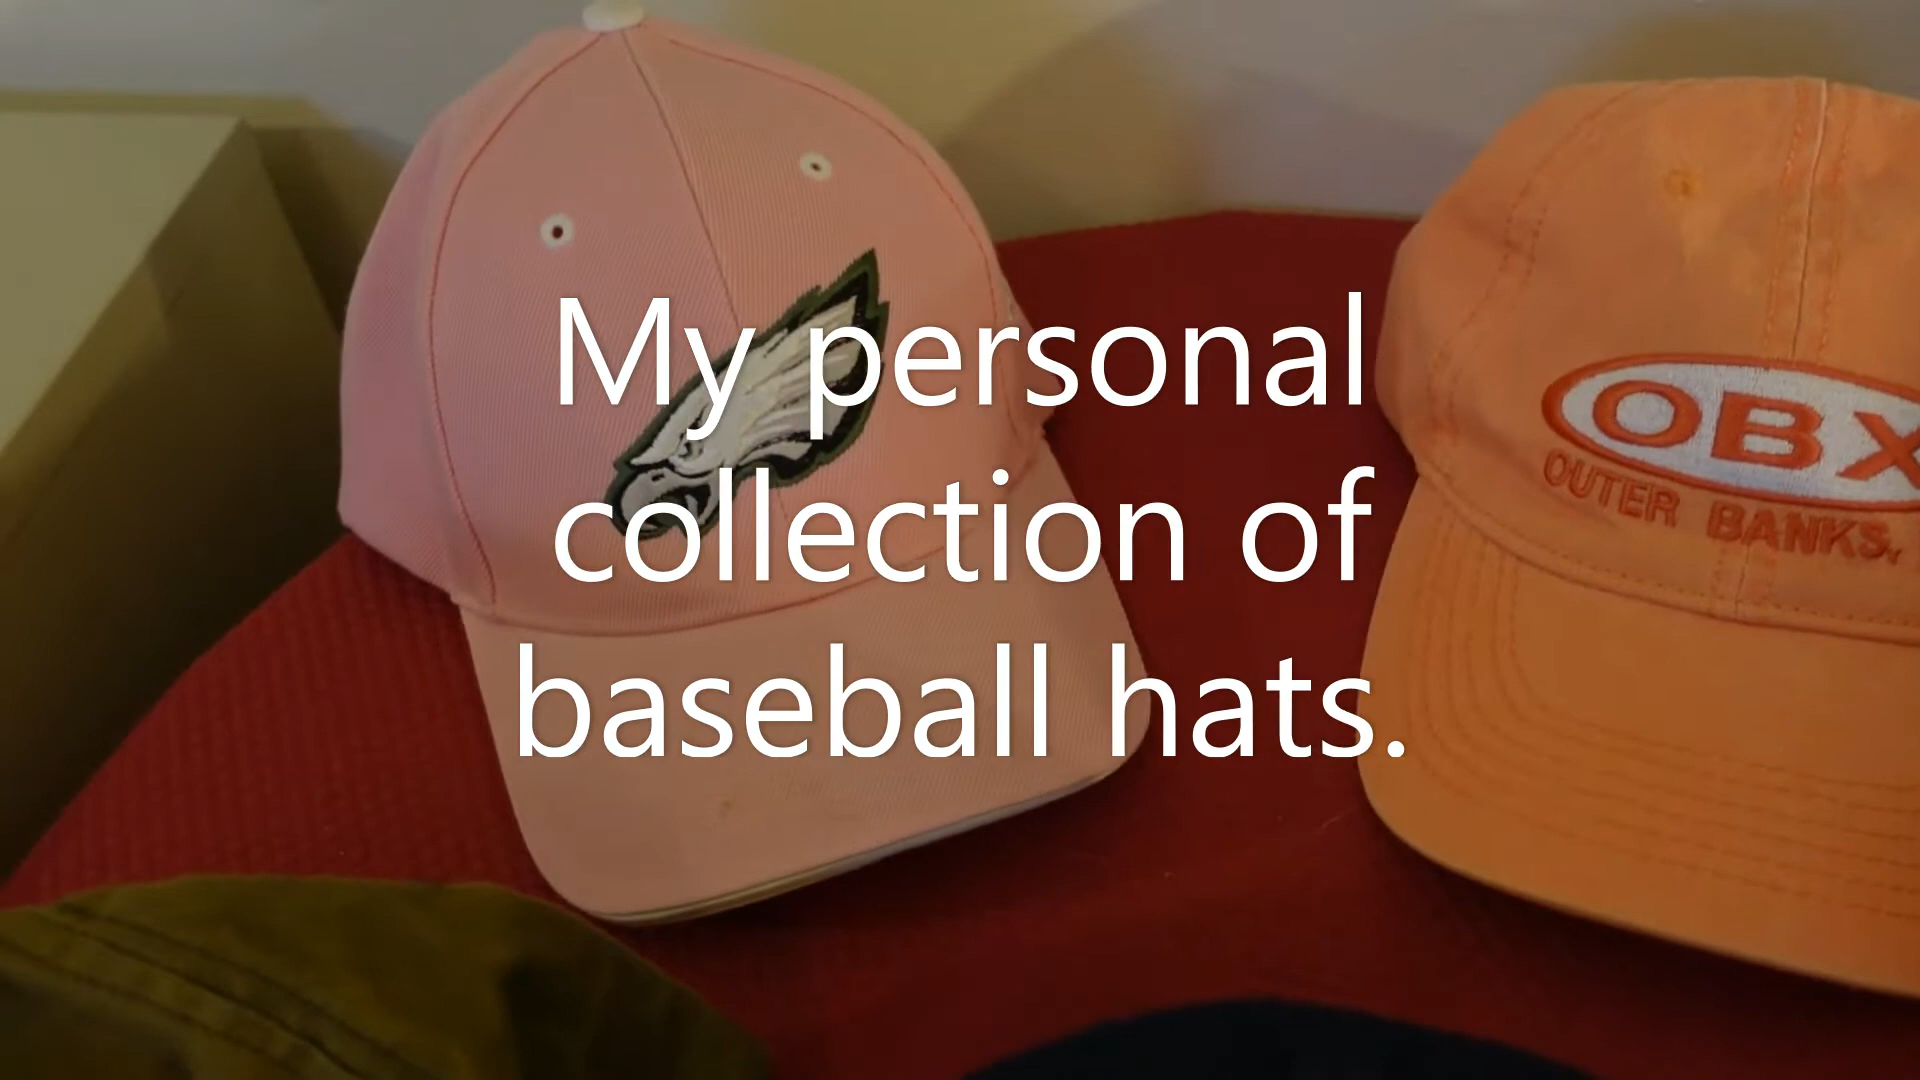 My personal
collection of
baseball hats.
OBX
OUTER BANKS